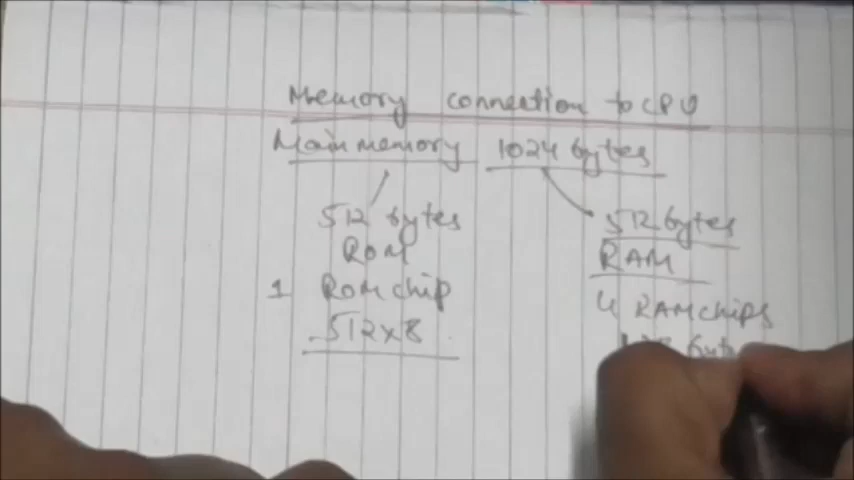 Memory connection to CPU
Main memory 1024 bytes
512 bytes
ROM
1 ROM chip
512x8
512 bytes
RAM
4 RAM chips